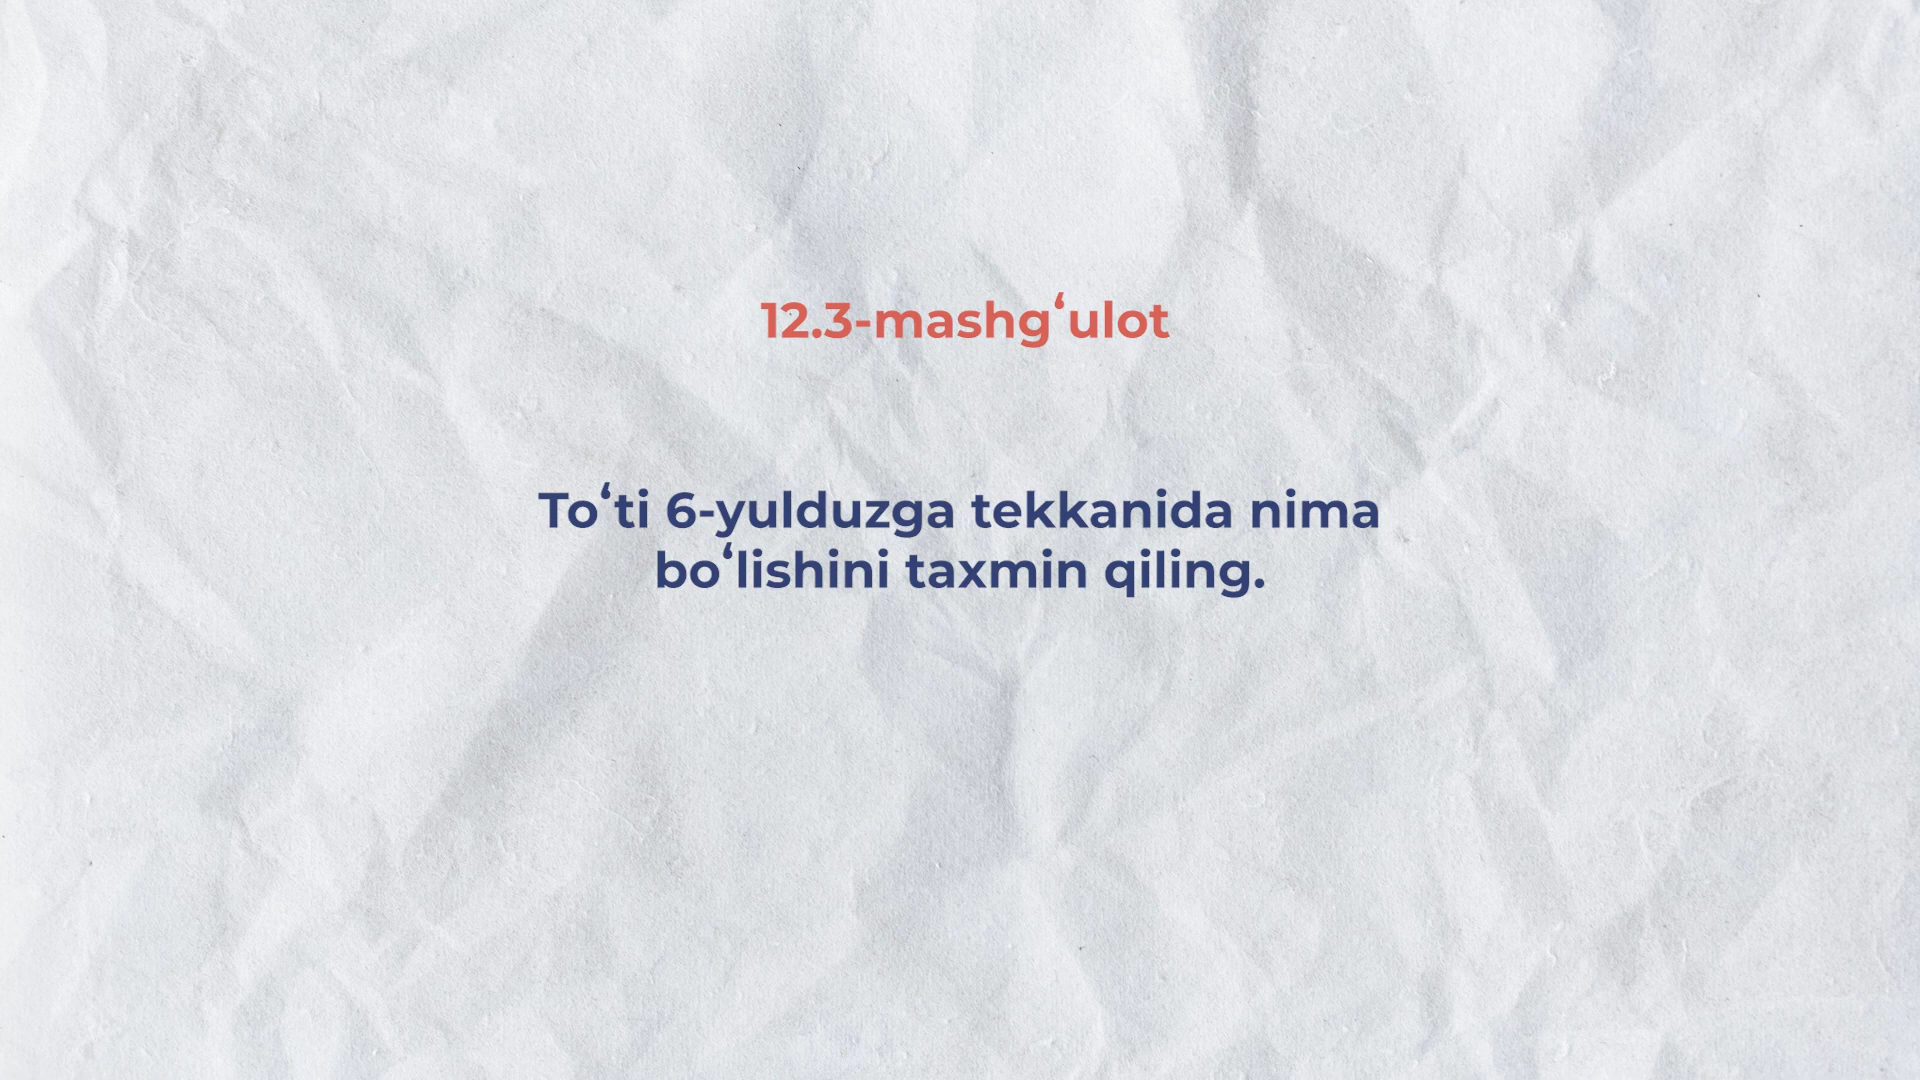 12.3-mashgʻulot
Toʻti 6-yulduzga tekkanida nima
boʻlishini taxmin qiling.